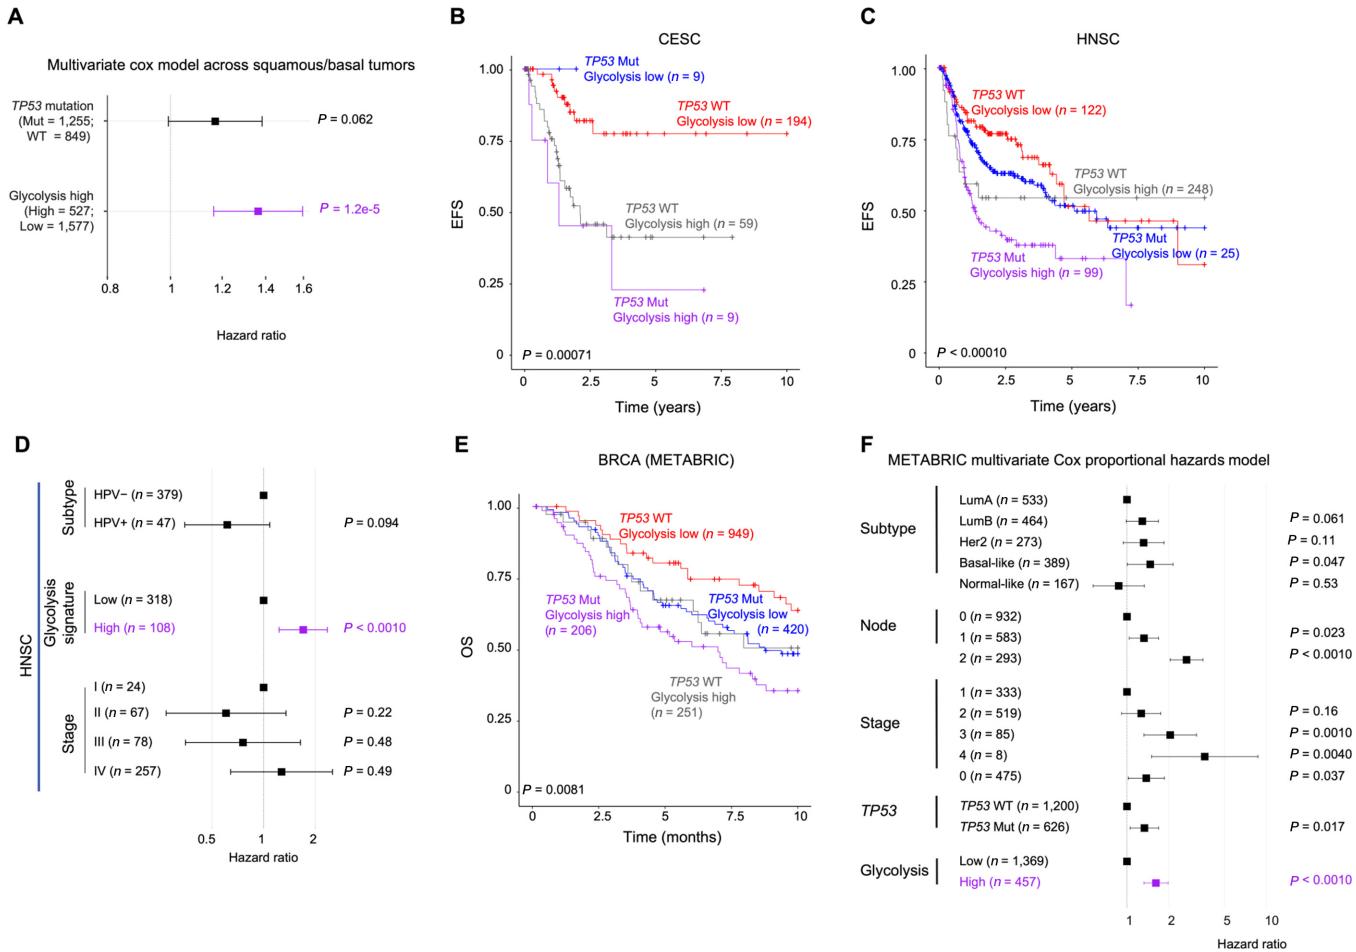 A
Multivariate cox model across squamous/basal tumors
TP53 mutation
(Mut = 1,255;
WT = 849)
P = 0.062
Glycolysis high
(High = 527;
Low = 1,577)
P = 1.2e-5
0.8
1
1.2
1.4
1.6
Hazard ratio
B
CESC
1.00
0.75
0.50
0.25
0
EFS
TP53 Mut
Glycolysis low (n = 9)
TP53 WT
Glycolysis low (n = 194)
TP53 WT
Glycolysis high (n = 59)
TP53 Mut
Glycolysis high (n = 9)
P = 0.00071
0
2.5
5
7.5
10
Time (years)
C
HNSC
1.00
0.75
0.50
0.25
0
EFS
TP53 WT
Glycolysis low (n = 122)
TP53 WT
Glycolysis high (n = 248)
TP53 Mut
Glycolysis low (n = 25)
TP53 Mut
Glycolysis high (n = 99)
P < 0.00010
0
2.5
5
7.5
10
Time (years)
D
HNSC
Subtype
HPV− (n = 379)
HPV+ (n = 47)
P = 0.094
Glycolysis
signature
Low (n = 318)
High (n = 108)
P < 0.0010
Stage
I (n = 24)
II (n = 67)
P = 0.22
III (n = 78)
P = 0.48
IV (n = 257)
P = 0.49
0.5
1
2
Hazard ratio
E
BRCA (METABRIC)
1.00
0.75
0.50
0.25
0
OS
TP53 WT
Glycolysis low (n = 949)
TP53 Mut
Glycolysis high
(n = 206)
TP53 Mut
Glycolysis low
(n = 420)
TP53 WT
Glycolysis high
(n = 251)
P = 0.0081
0
2.5
5
7.5
10
Time (months)
F
METABRIC multivariate Cox proportional hazards model
Subtype
LumA (n = 533)
LumB (n = 464)
P = 0.061
Her2 (n = 273)
P = 0.11
Basal-like (n = 389)
P = 0.047
Normal-like (n = 167)
P = 0.53
Node
0 (n = 932)
1 (n = 583)
P = 0.023
2 (n = 293)
P < 0.0010
Stage
1 (n = 333)
2 (n = 519)
P = 0.16
3 (n = 85)
P = 0.0010
4 (n = 8)
P = 0.0040
0 (n = 475)
P = 0.037
TP53
TP53 WT (n = 1,200)
TP53 Mut (n = 626)
P = 0.017
Glycolysis
Low (n = 1,369)
High (n = 457)
P < 0.0010
1
2
5
10
Hazard ratio